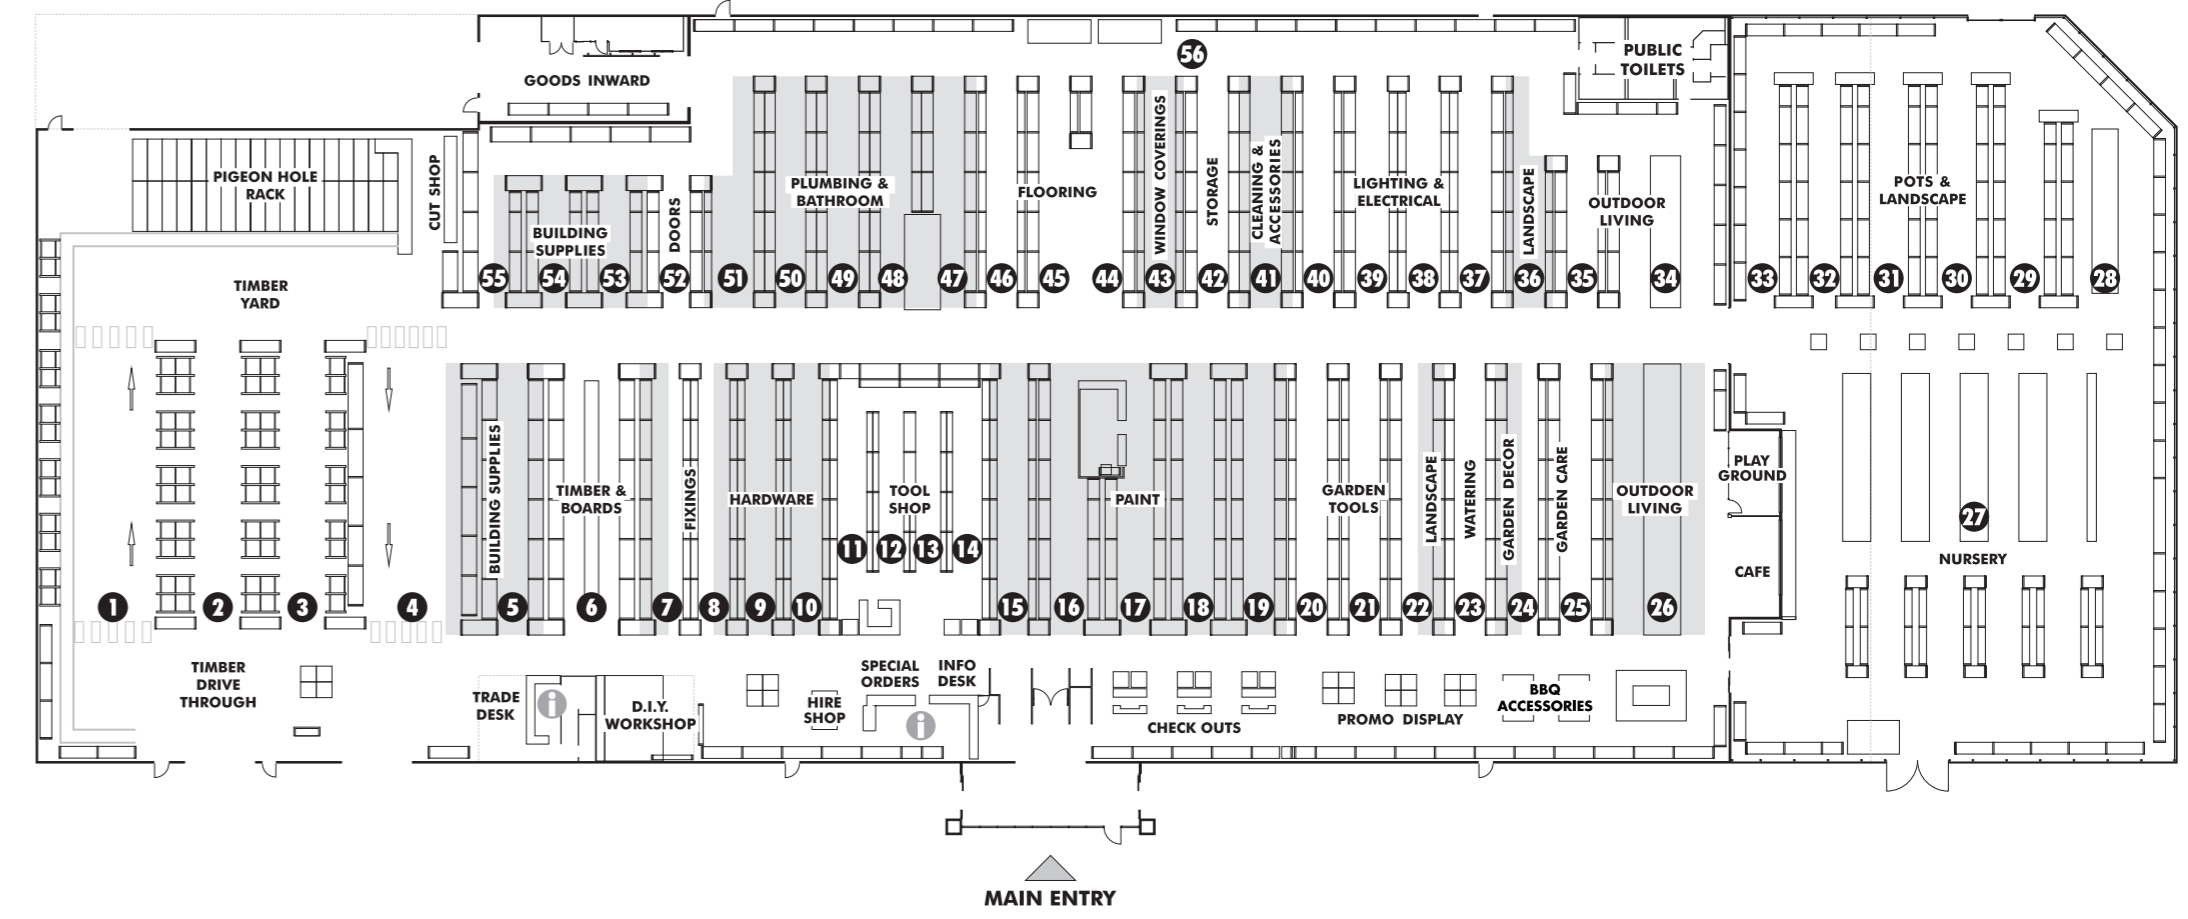 56
PUBLIC
TOILETS
GOODS INWARD
PIGEON HOLE
RACK
CUT SHOP
BUILDING
SUPPLIES
DOORS
PLUMBING &
BATHROOM
FLOORING
WINDOW COVERINGS
STORAGE
CLEANING &
ACCESSORIES
LIGHTING &
ELECTRICAL
LANDSCAPE
OUTDOOR
LIVING
POTS &
LANDSCAPE
TIMBER
YARD
55 54 53 52 51 50 49 48 47 46 45 44 43 42 41 40 39 38 37 36 35 34 33 32 31 30 29 28
BUILDING SUPPLIES
TIMBER &
BOARDS
FIXINGS
HARDWARE
TOOL
SHOP
PAINT
GARDEN
TOOLS
LANDSCAPE
WATERING
GARDEN DECOR
GARDEN CARE
OUTDOOR
LIVING
PLAY
GROUND
CAFE
27
NURSERY
11 12 13 14
1 2 3 4 5 6 7 8 9 10 15 16 17 18 19 20 21 22 23 24 25 26
TIMBER
DRIVE
THROUGH
TRADE
DESK
i
D.I.Y.
WORKSHOP
HIRE
SHOP
SPECIAL
ORDERS
INFO
DESK
i
CHECK OUTS
PROMO DISPLAY
BBQ
ACCESSORIES
MAIN ENTRY